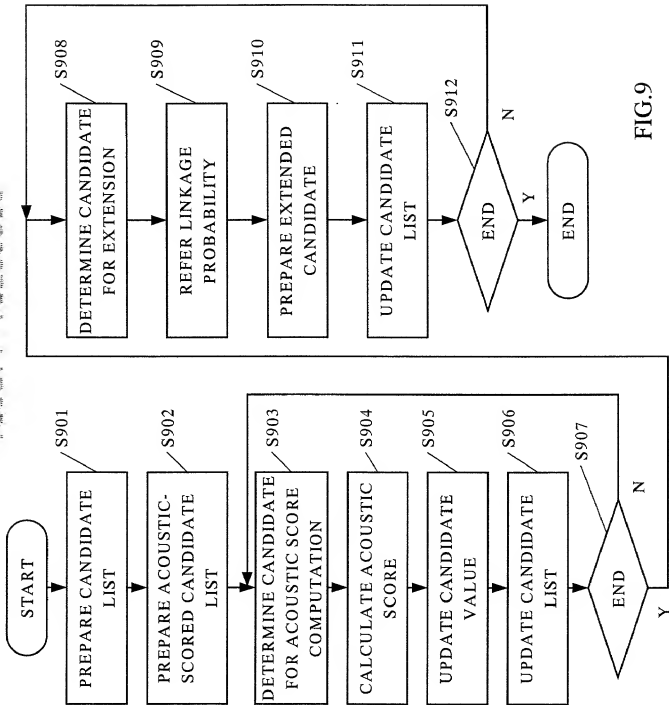 START
PREPARE CANDIDATE
LIST
S901
PREPARE ACOUSTIC-
SCORED CANDIDATE
LIST
S902
DETERMINE CANDIDATE
FOR ACOUSTIC SCORE
COMPUTATION
S903
CALCULATE ACOUSTIC
SCORE
S904
UPDATE CANDIDATE
VALUE
S905
UPDATE CANDIDATE
LIST
S906
END
S907
N
Y
DETERMINE CANDIDATE
FOR EXTENSION
S908
REFER LINKAGE
PROBABILITY
S909
PREPARE EXTENDED
CANDIDATE
S910
UPDATE CANDIDATE
LIST
S911
END
S912
N
Y
END
FIG.9